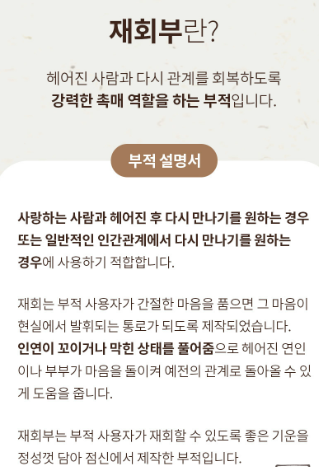 재회부란?
헤어진 사람과 다시 관계를 회복하도록
강력한 촉매 역할을 하는 부적입니다.
부적 설명서
사랑하는 사람과 헤어진 후 다시 만나기를 원하는 경우
또는 일반적인 인간관계에서 다시 만나기를 원하는
경우에 사용하기 적합합니다.
재회는 부적 사용자가 간절한 마음을 품으면 그 마음이
현실에서 발휘되는 통로가 되도록 제작되었습니다.
인연이 꼬이거나 막힌 상태를 풀어줌으로 헤어진 연인
이나 부부가 마음을 돌이켜 예전의 관계로 돌아올 수 있
게 도움을 줍니다.
재회부는 부적 사용자가 재회할 수 있도록 좋은 기운을
정성껏 담아 점신에서 제작한 부적입니다.